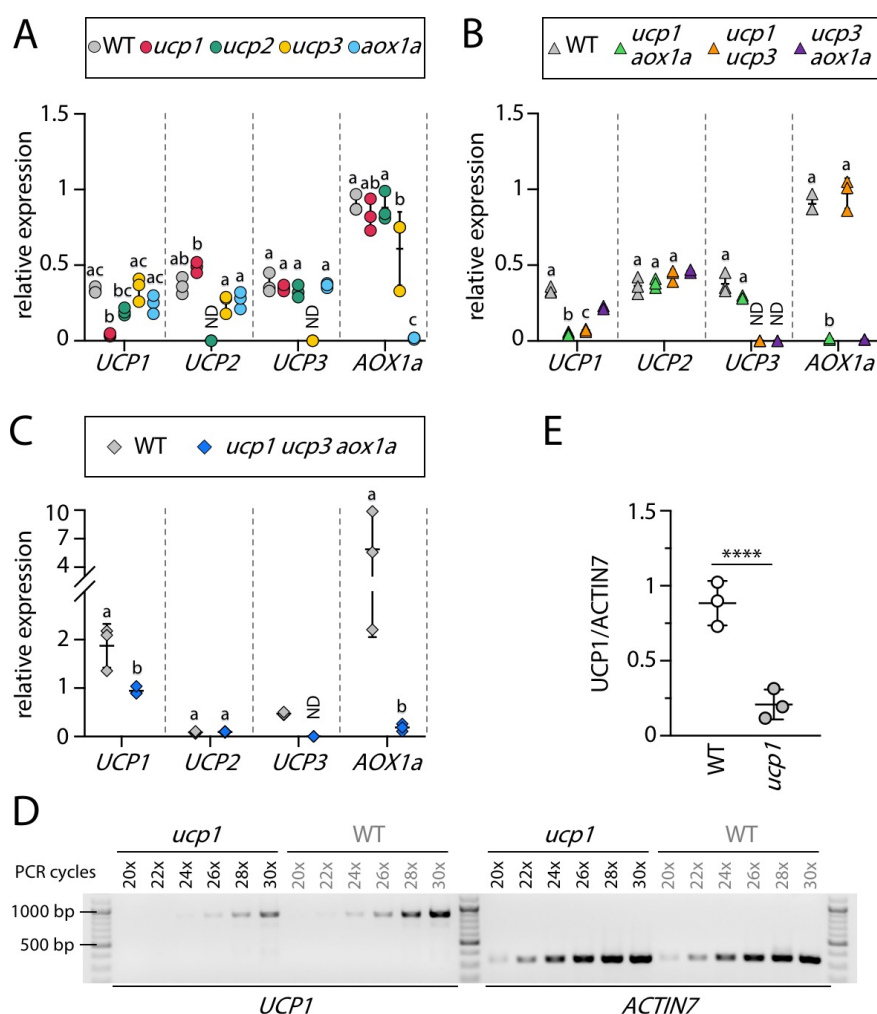 A
WT ucp1 ucp2 ucp3 aox1a
relative expression
1.5
1
0.5
0
ac b bc ac ac
ab b ND a a
a a a ND a
a ab a b c
UCP1 UCP2 UCP3 AOX1a
B
WT ucp1 aox1a ucp1 ucp3 ucp3 aox1a
relative expression
1.5
1
0.5
0
a b c
a a a
a a ND ND
a b a
UCP1 UCP2 UCP3 AOX1a
C
WT ucp1 ucp3 aox1a
relative expression
10
7
4
2
1
0
a b
a a
ND
a b
UCP1 UCP2 UCP3 AOX1a
E
UCP1/ACTIN7
1.5
1
0.5
0
****
WT ucp1
D
ucp1 WT ucp1 WT
PCR cycles 20x 22x 24x 26x 28x 30x 20x 22x 24x 26x 28x 30x 20x 22x 24x 26x 28x 30x 20x 22x 24x 26x 28x 30x
1000 bp
500 bp
UCP1 ACTIN7